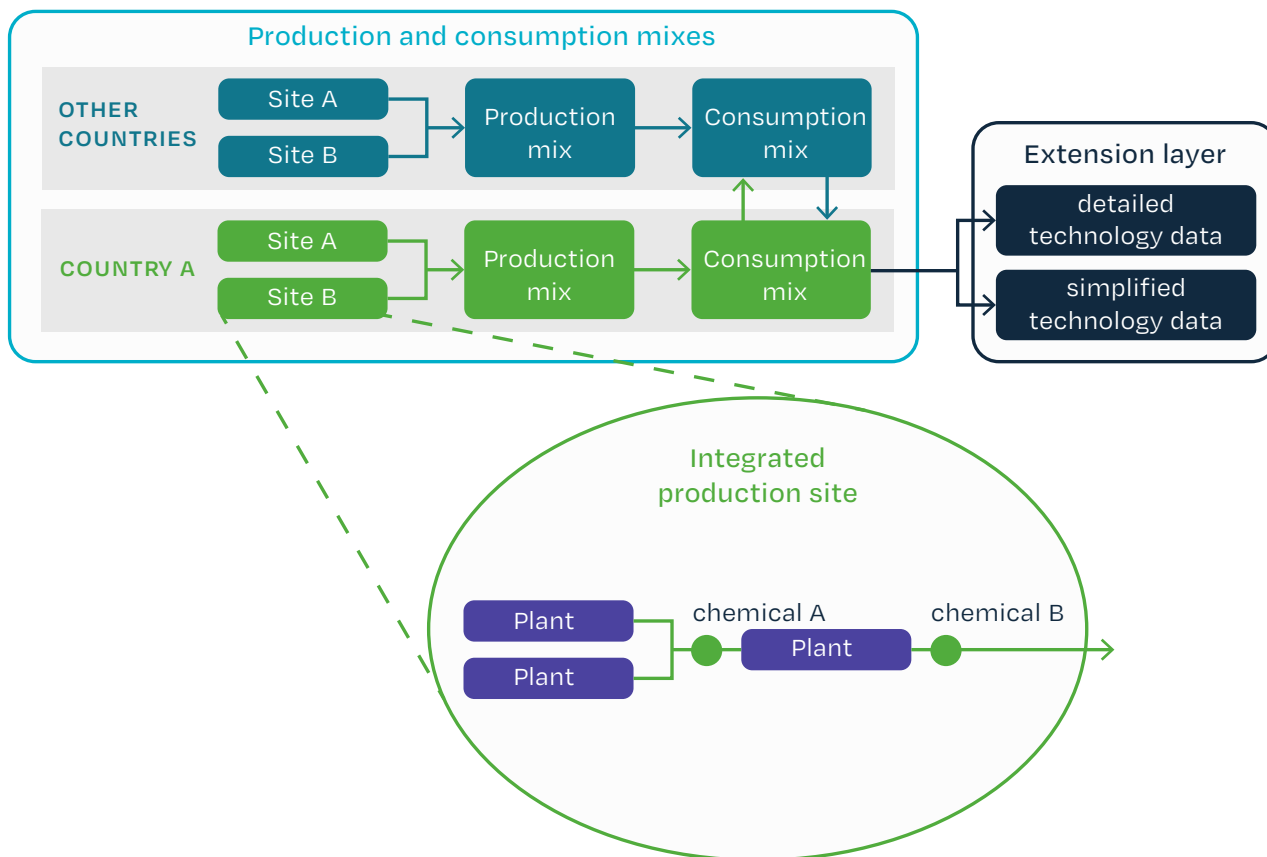 Production and consumption mixes
OTHER
COUNTRIES
Site A
Site B
Production
mix
Consumption
mix
COUNTRY A
Site A
Site B
Production
mix
Consumption
mix
Extension layer
detailed
technology data
simplified
technology data
Integrated
production site
Plant
Plant
chemical A
Plant
chemical B